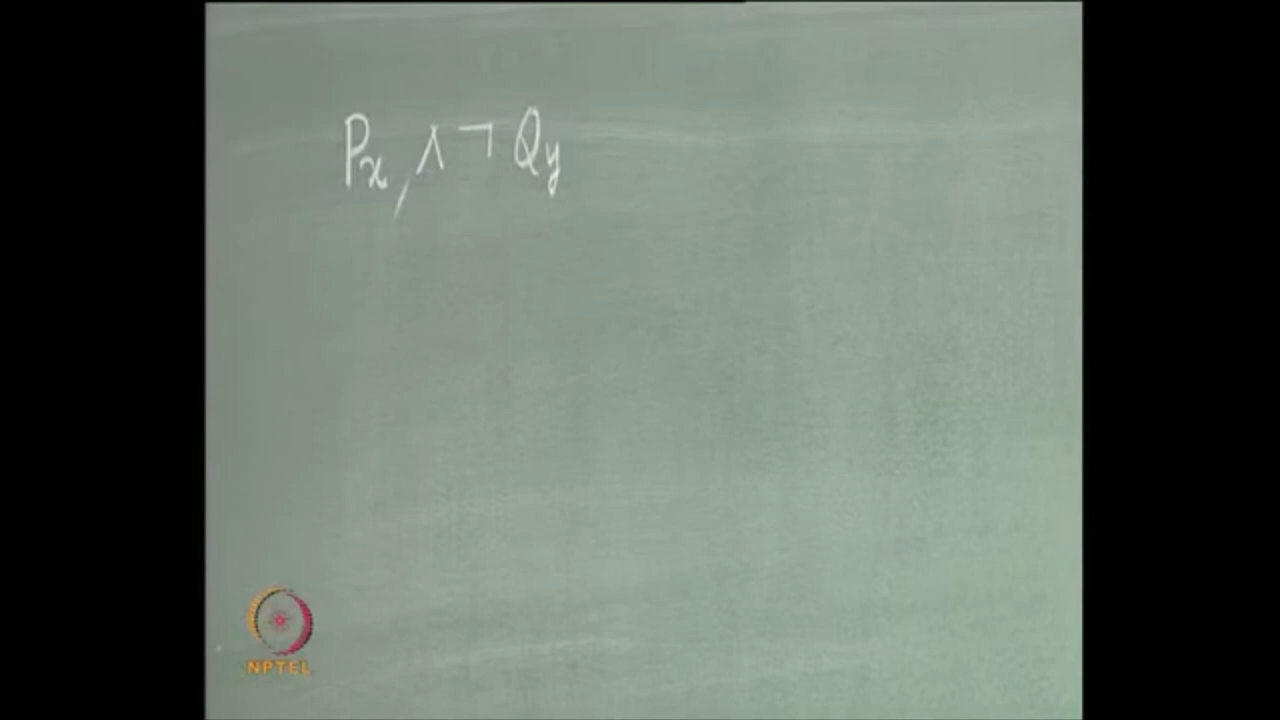 Px, ∧ ¬ Qy
NPTEL